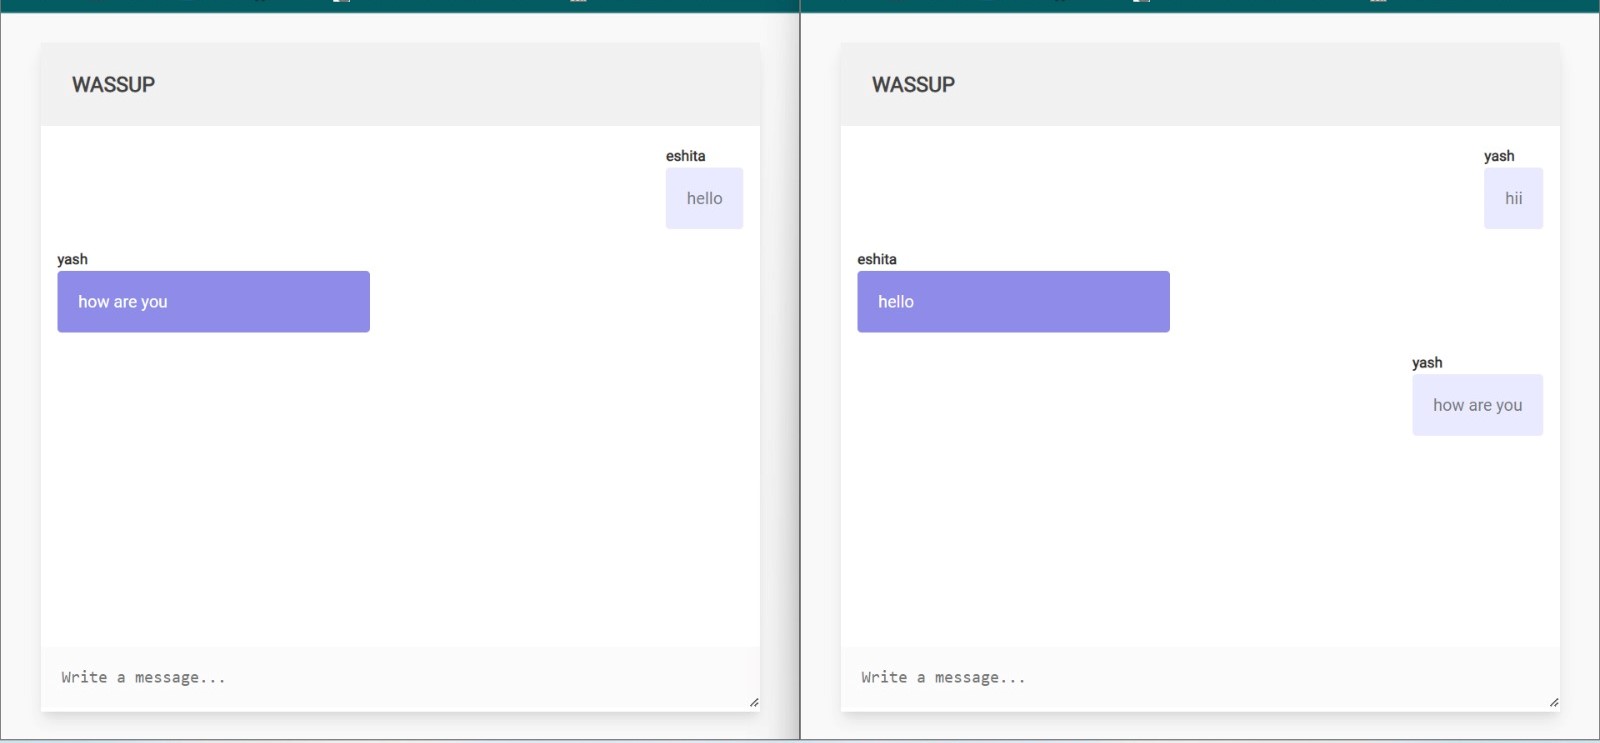 WASSUP
eshita
hello
yash
how are you
Write a message...
WASSUP
yash
hii
eshita
hello
yash
how are you
Write a message...